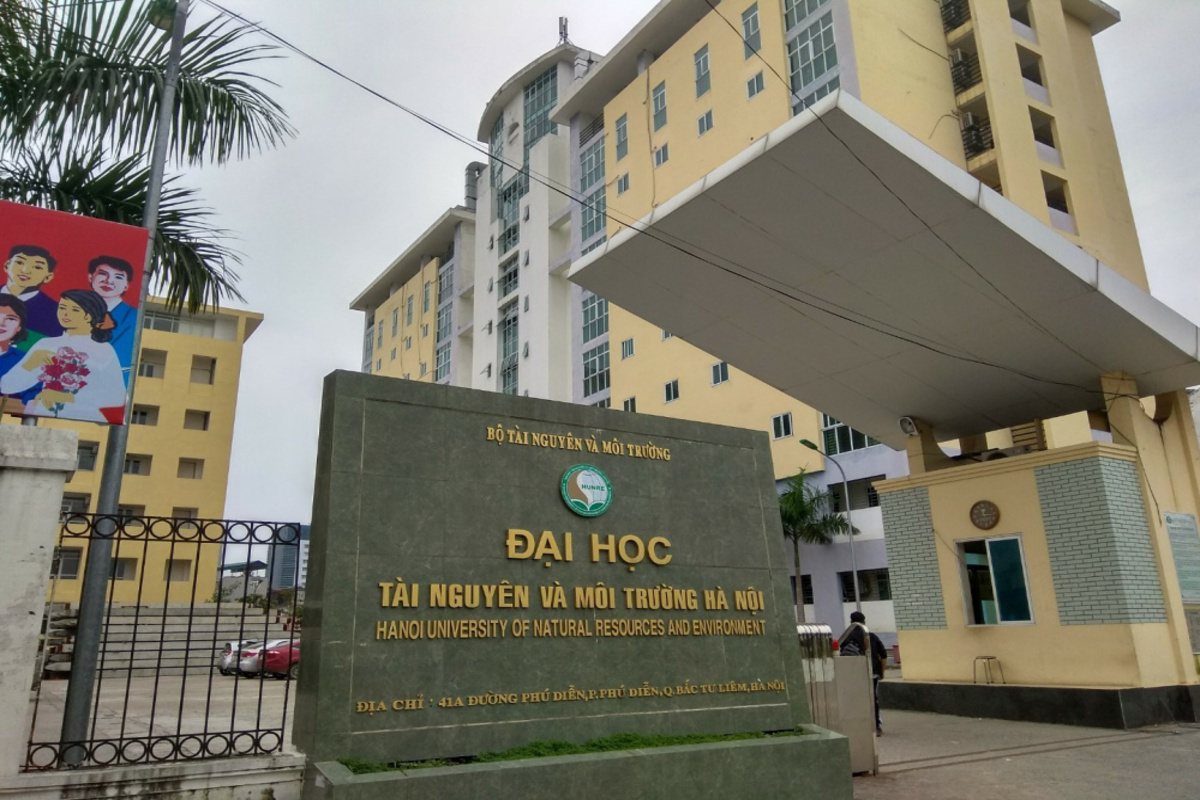 BỘ TÀI NGUYÊN VÀ MÔI TRƯỜNG
HUNRE
ĐẠI HỌC
TÀI NGUYÊN VÀ MÔI TRƯỜNG HÀ NỘI
HANOI UNIVERSITY OF NATURAL RESOURCES AND ENVIRONMENT
ĐỊA CHỈ : 41A ĐƯỜNG PHÚ DIỄN,P.PHÚ DIỄN,Q.BẮC TƯ LIÊM,HÀ NỘI